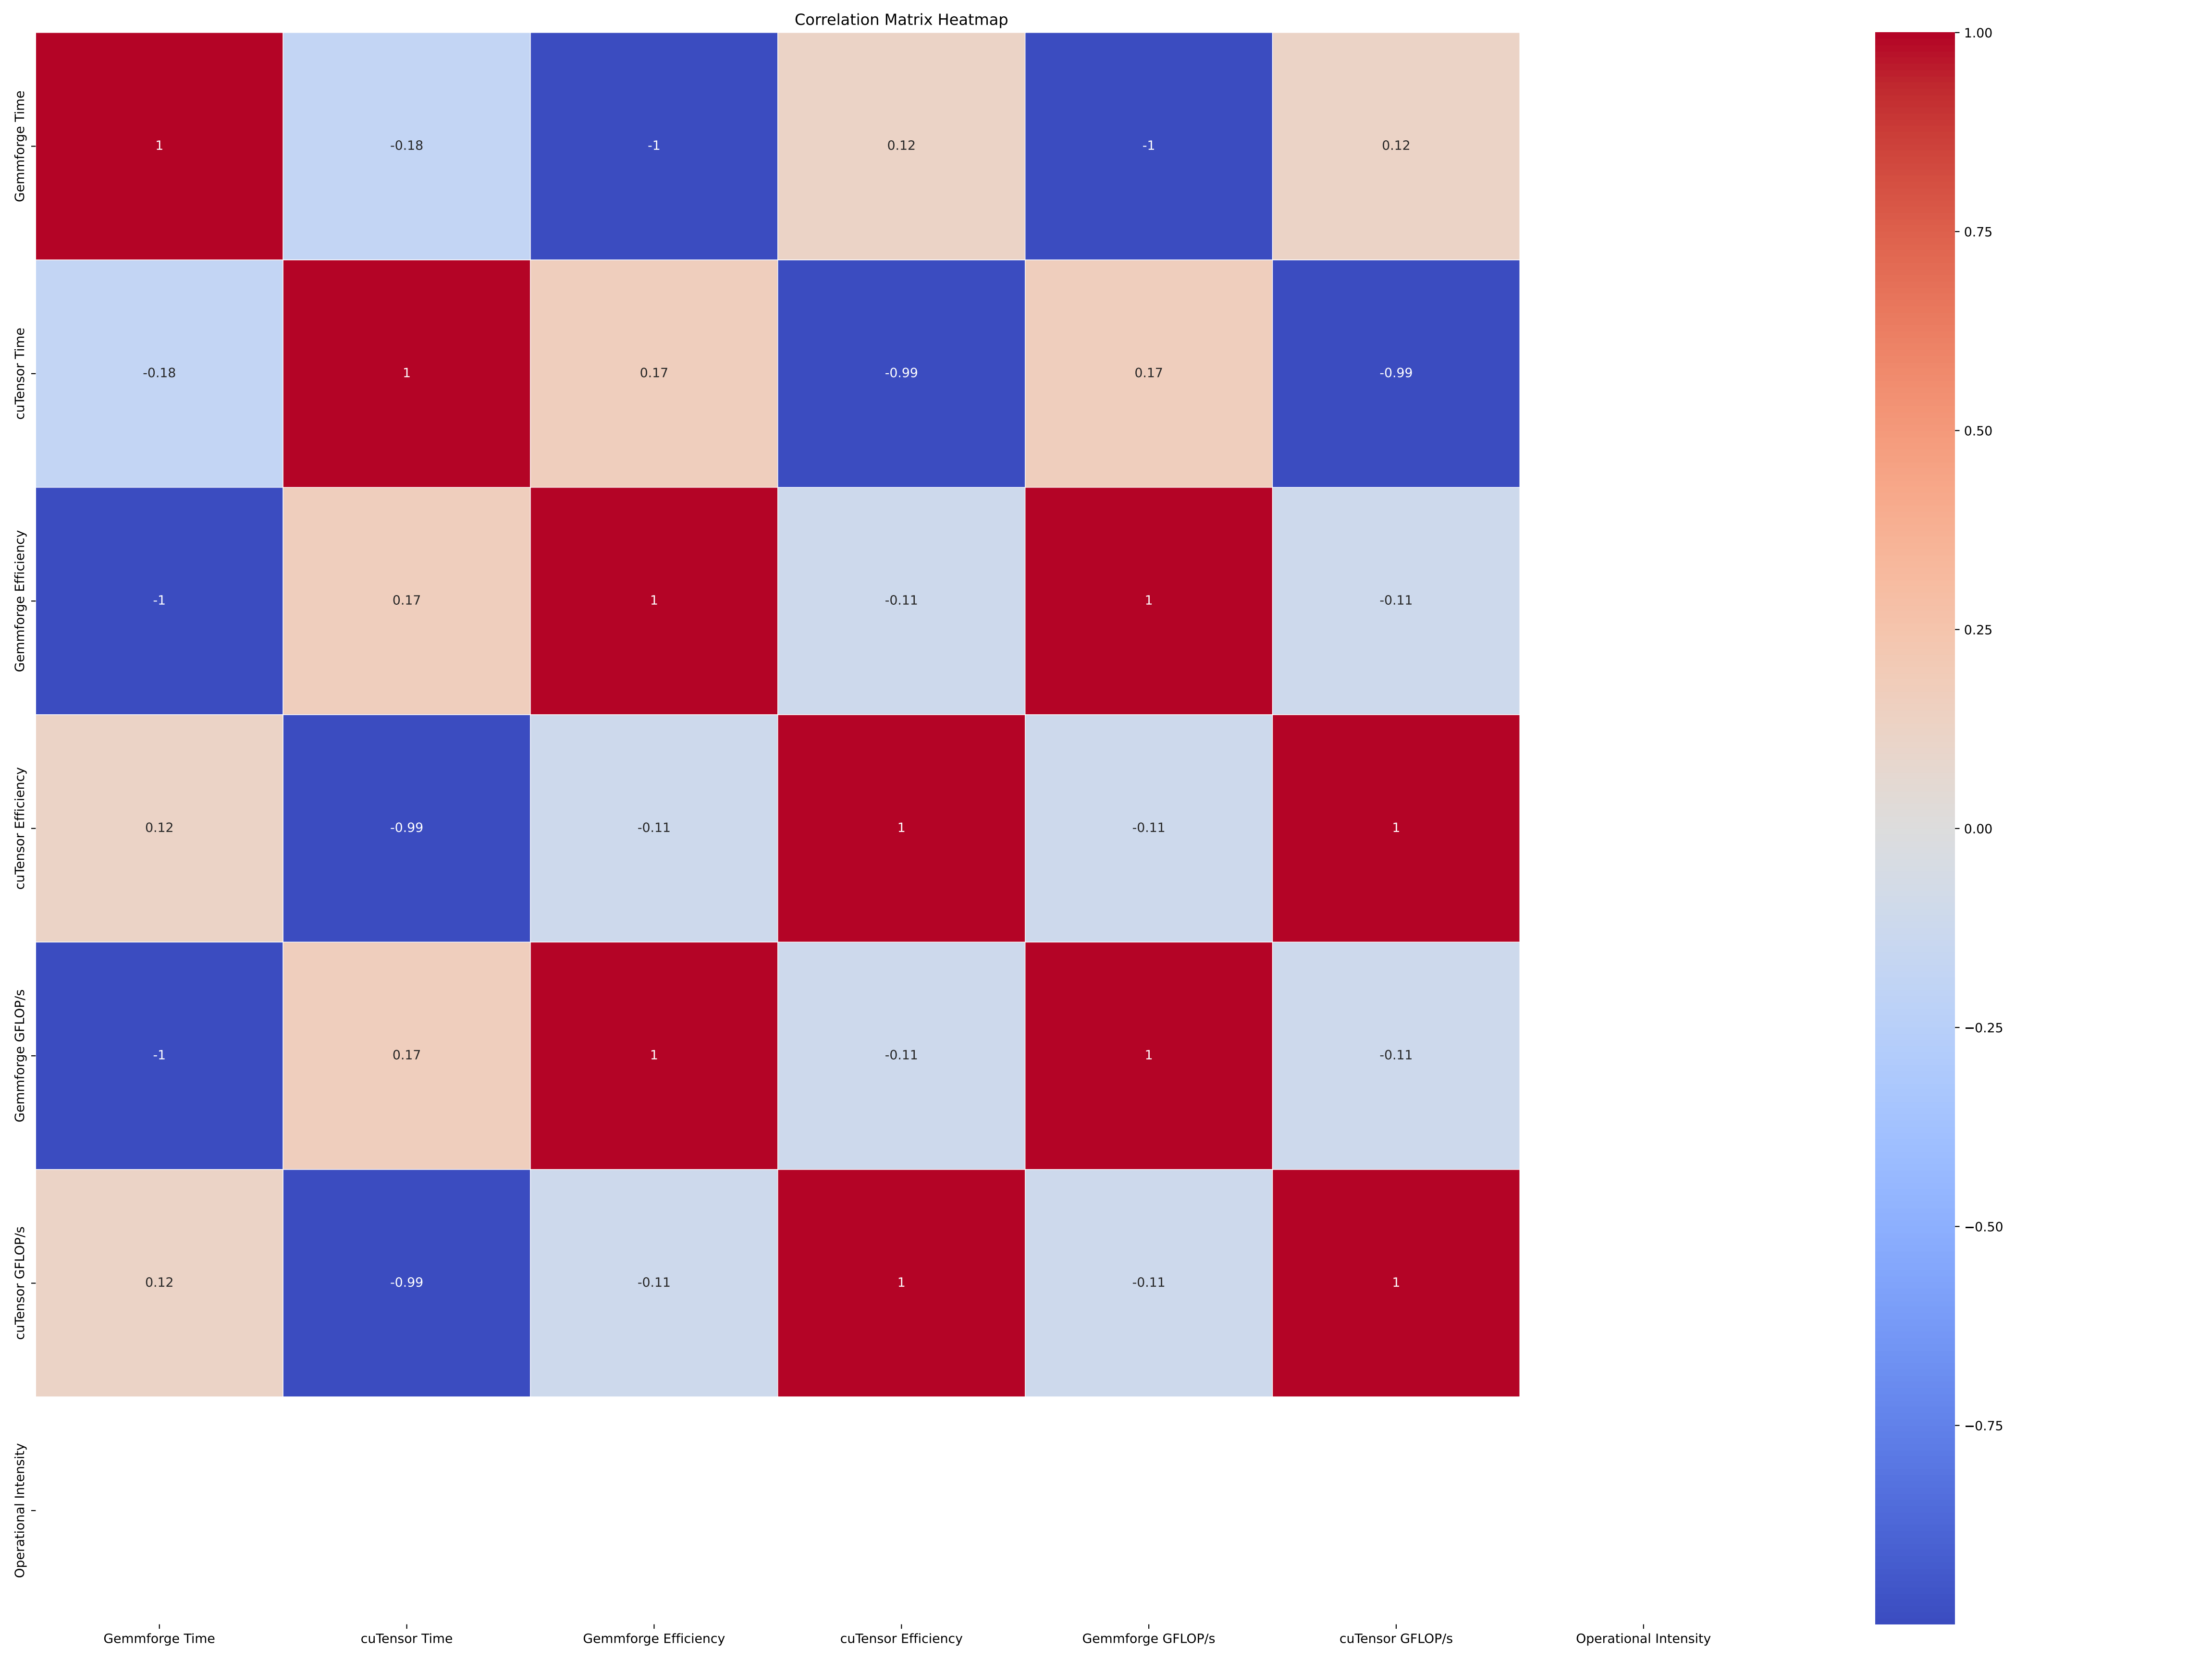 Correlation Matrix Heatmap
Gemmforge Time
1
-0.18
-1
0.12
-1
0.12
cuTensor Time
-0.18
1
0.17
-0.99
0.17
-0.99
Gemmforge Efficiency
-1
0.17
1
-0.11
1
-0.11
cuTensor Efficiency
0.12
-0.99
-0.11
1
-0.11
1
Gemmforge GFLOP/s
-1
0.17
1
-0.11
1
-0.11
cuTensor GFLOP/s
0.12
-0.99
-0.11
1
-0.11
1
Operational Intensity
Gemmforge Time
cuTensor Time
Gemmforge Efficiency
cuTensor Efficiency
Gemmforge GFLOP/s
cuTensor GFLOP/s
Operational Intensity
1.00
0.75
0.50
0.25
0.00
−0.25
−0.50
−0.75